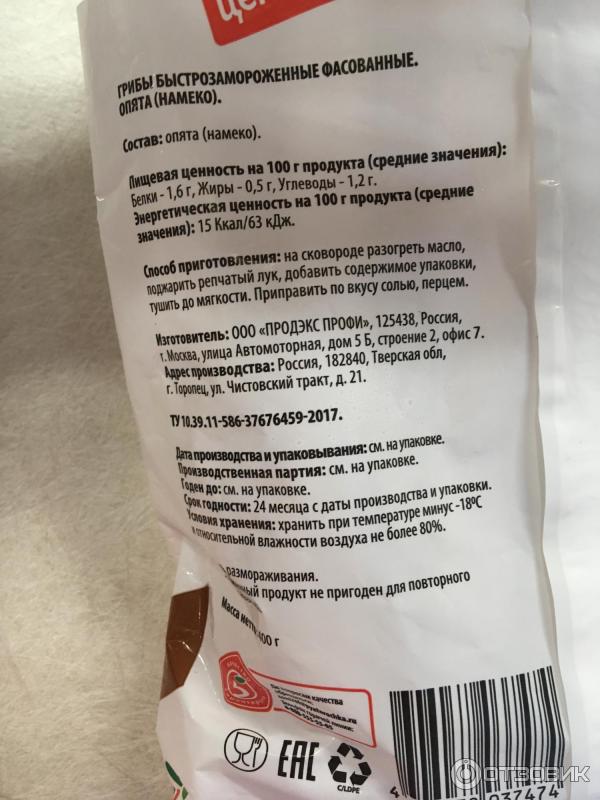 ГРИБЫ БЫСТРОЗАМОРОЖЕННЫЕ ФАСОВАННЫЕ.
ОПЯТА (НАМЕКО).
Состав: опята (намеко).
Пищевая ценность на 100 г продукта (средние значения):
Белки - 1,6 г, Жиры - 0,5 г, Углеводы - 1,2 г.
Энергетическая ценность на 100 г продукта (средние
значения): 15 Ккал/63 кДж.
Способ приготовления: на сковороде разогреть масло,
поджарить репчатый лук, добавить содержимое упаковки,
тушить до мягкости. Приправить по вкусу солью, перцем.
Изготовитель: ООО «ПРОДЭКС ПРОФИ», 125438, Россия,
г. Москва, улица Автомоторная, дом 5 Б, строение 2, офис 7.
Адрес производства: Россия, 182840, Тверская обл,
г. Торопец, ул. Чистовский тракт, д. 21.
ТУ 10.39.11-586-37676459-2017.
Дата производства и упаковывания: см. на упаковке.
Производственная партия: см. на упаковке.
Годен до: см. на упаковке.
Срок годности: 24 месяца с даты производства и упаковки.
Условия хранения: хранить при температуре минус -18ºС
и относительной влажности воздуха не более 80%.
размораживания.
продукт не пригоден для повторного
Масса нетто 400 г
качества
EAC
C/LDPE
4
037474
ОТЗОВИК